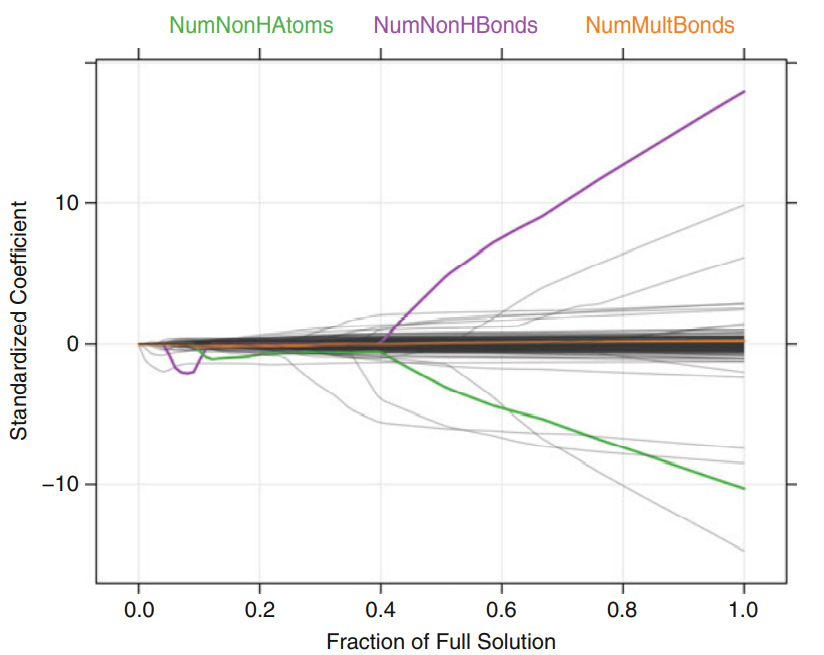 NumNonHAtoms NumNonHBonds NumMultBonds
10
0
−10
Standardized Coefficient
0.0 0.2 0.4 0.6 0.8 1.0
Fraction of Full Solution